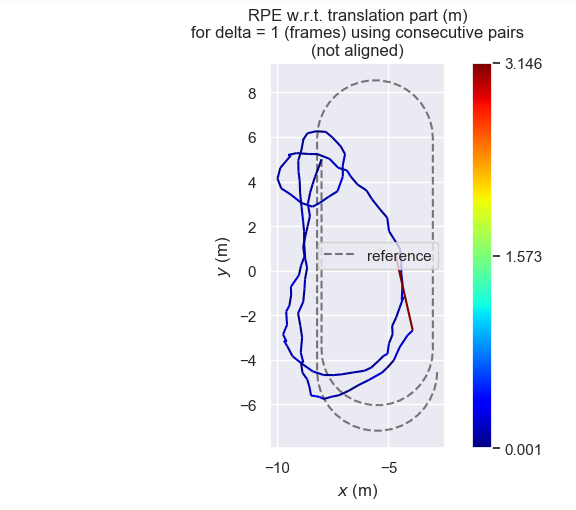 RPE w.r.t. translation part (m)
for delta = 1 (frames) using consecutive pairs
(not aligned)
3.146
8
6
4
2
0
−2
−4
−6
y (m)
reference
1.573
0.001
−10
−5
x (m)